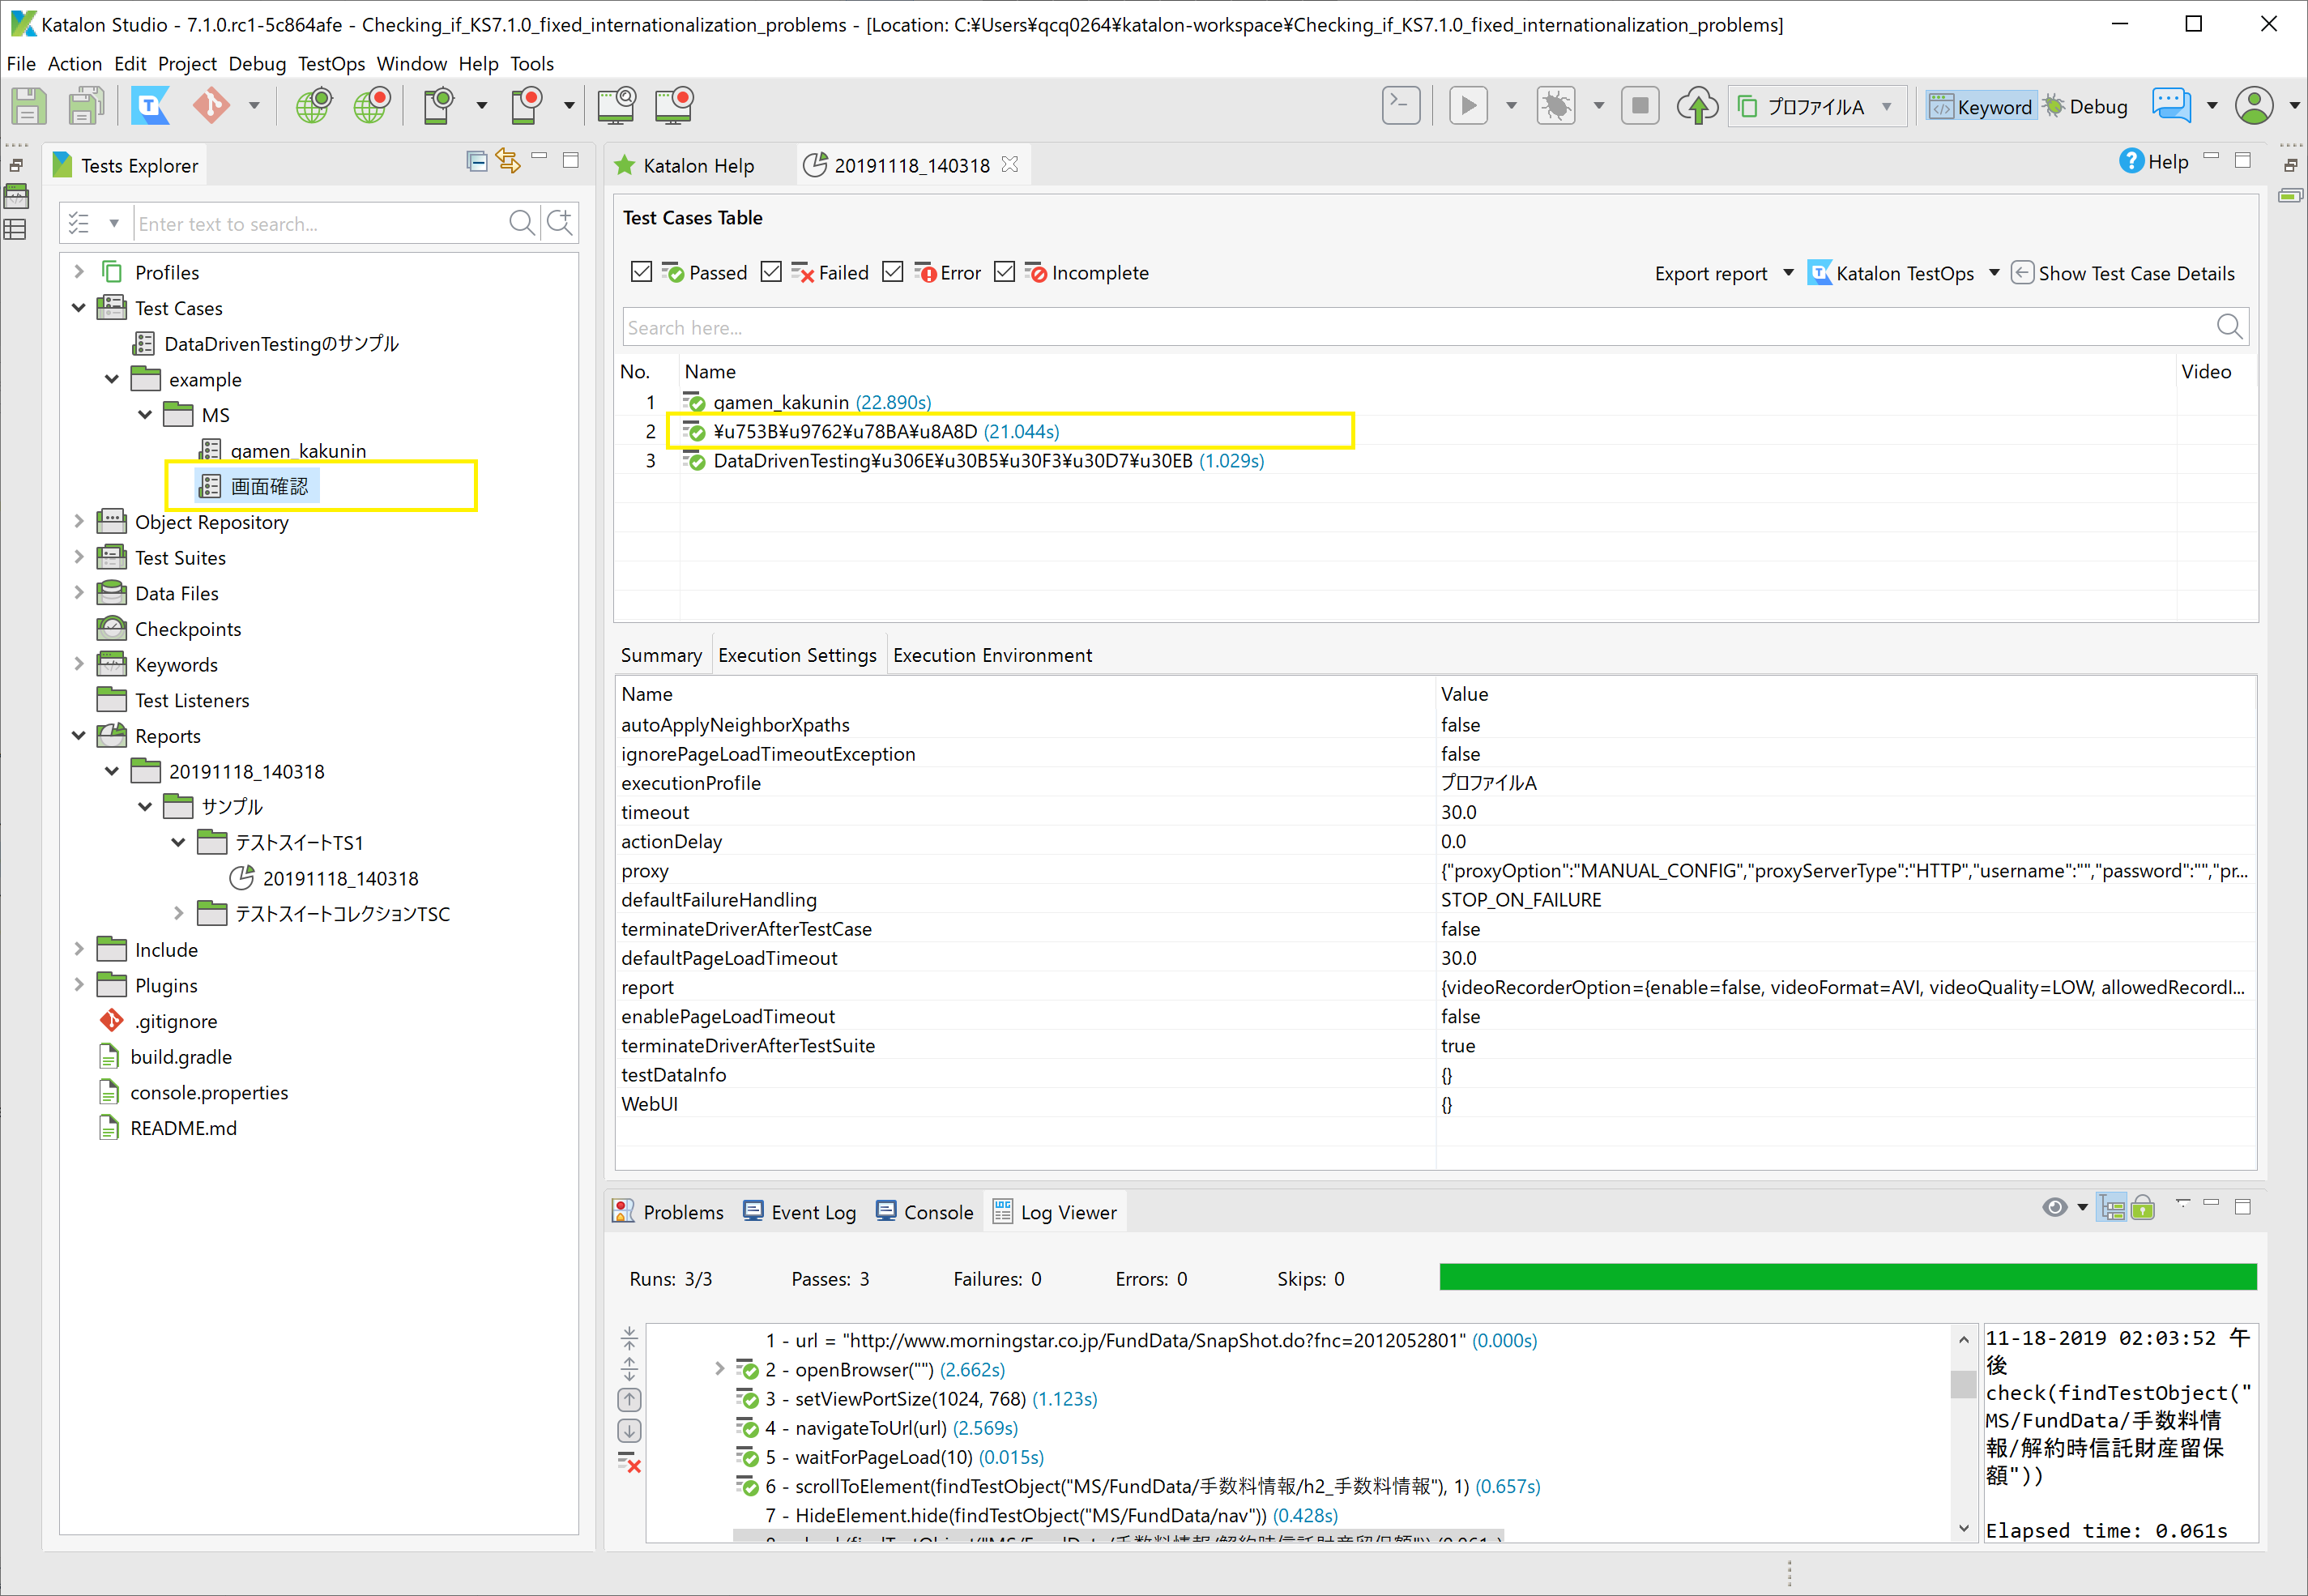 Katalon Studio - 7.1.0.rc1-5c864afe - Checking_if_KS7.1.0_fixed_internationalization_problems - [Location: C:¥Users¥qcq0264¥katalon-workspace¥Checking_if_KS7.1.0_fixed_internationalization_problems]
File Action Edit Project Debug TestOps Window Help Tools
プロファイルA
Keyword
Debug
Tests Explorer
Enter text to search...
Profiles
Test Cases
DataDrivenTestingのサンプル
example
MS
gamen_kakunin
画面確認
Object Repository
Test Suites
Data Files
Checkpoints
Keywords
Test Listeners
Reports
20191118_140318
サンプル
テストスイートTS1
20191118_140318
テストスイートコレクションTSC
Include
Plugins
.gitignore
build.gradle
console.properties
README.md
Katalon Help
20191118_140318
Help
Test Cases Table
Passed Failed Error Incomplete
Export report Katalon TestOps Show Test Case Details
Search here...
No. Name Video
1 gamen_kakunin (22.890s)
2 ¥u753B¥u9762¥u78BA¥u8A8D (21.044s)
3 DataDrivenTesting¥u306E¥u30B5¥u30F3¥u30D7¥u30EB (1.029s)
Summary Execution Settings Execution Environment
Name Value
autoApplyNeighborXpaths false
ignorePageLoadTimeoutException false
executionProfile プロファイルA
timeout 30.0
actionDelay 0.0
proxy {"proxyOption":"MANUAL_CONFIG","proxyServerType":"HTTP","username":"","password":"","pr...
defaultFailureHandling STOP_ON_FAILURE
terminateDriverAfterTestCase false
defaultPageLoadTimeout 30.0
report {videoRecorderOption={enable=false, videoFormat=AVI, videoQuality=LOW, allowedRecordI...
enablePageLoadTimeout false
terminateDriverAfterTestSuite true
testDataInfo {}
WebUI {}
Problems Event Log Console Log Viewer
Runs: 3/3 Passes: 3 Failures: 0 Errors: 0 Skips: 0
1 - url = "http://www.morningstar.co.jp/FundData/SnapShot.do?fnc=2012052801" (0.000s)
2 - openBrowser("") (2.662s)
3 - setViewPortSize(1024, 768) (1.123s)
4 - navigateToUrl(url) (2.569s)
5 - waitForPageLoad(10) (0.015s)
6 - scrollToElement(findTestObject("MS/FundData/手数料情報/h2_手数料情報"), 1) (0.657s)
7 - HideElement.hide(findTestObject("MS/FundData/nav")) (0.428s)
11-18-2019 02:03:52 午
後
check(findTestObject("
MS/FundData/手数料情
報/解約時信託財産留保
額"))
Elapsed time: 0.061s